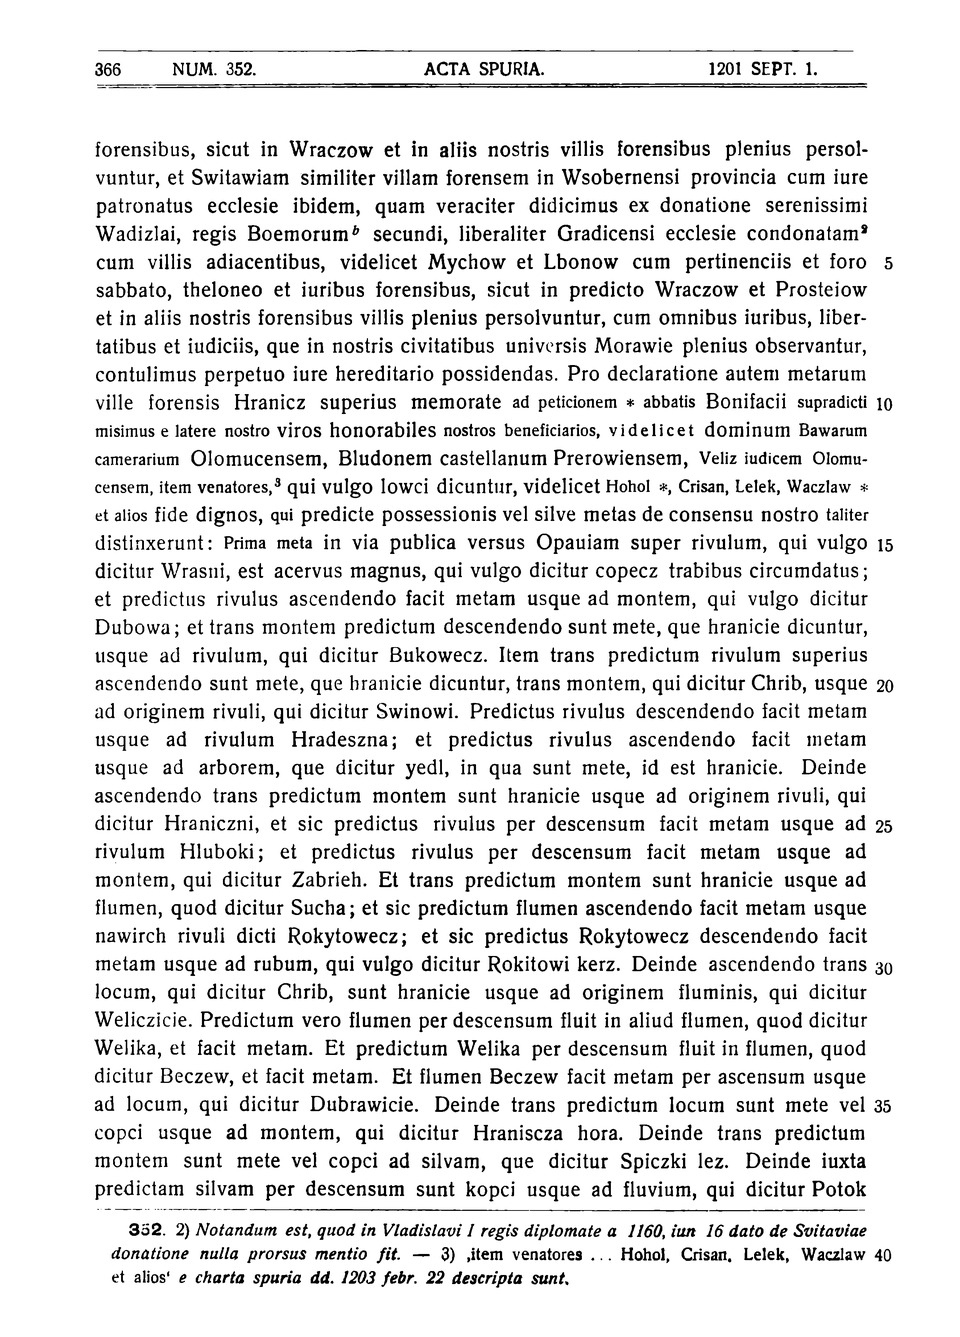 366 NUM. 352. ACTA SPURIA. 1201 SEPT. 1.
forensibus, sicut in Wraczow et in aliis nostris villis forensibus plenius persol-
vuntur, et Switawiam similiter villam forensem in Wsobernensi provincia cum iure
patronatus ecclesie ibidem, quam veraciter didicimus ex donatione serenissimi
Wadizlai, regis Boemorumᵇ secundi, liberaliter Gradicensi ecclesie condonatam²
cum villis adiacentibus, videlicet Mychow et Lbonow cum pertinenciis et foro 5
sabbato, theloneo et iuribus forensibus, sicut in predicto Wraczow et Prosteiow
et in aliis nostris forensibus villis plenius persolvuntur, cum omnibus iuribus, liber-
tatibus et iudiciis, que in nostris civitatibus universis Morawie plenius observantur,
contulimus perpetuo iure hereditario possidendas. Pro declaratione autem metarum
ville forensis Hranicz superius memorate ad peticionem * abbatis Bonifacii supradicti 10
misimus e latere nostro viros honorabiles nostros beneficiarios, videlicet dominum Bawarum
camerarium Olomucensem, Bludonem castellanum Prerowiensem, Veliz iudicem Olomu-
censem, item venatores,³ qui vulgo lowci dicuntur, videlicet Hohol *, Crisan, Lelek, Waczlaw *
et alios fide dignos, qui predicte possessionis vel silve metas de consensu nostro taliter
distinxerunt: Prima meta in via publica versus Opauiam super rivulum, qui vulgo 15
dicitur Wrasni, est acervus magnus, qui vulgo dicitur copecz trabibus circumdatus;
et predictus rivulus ascendendo facit metam usque ad montem, qui vulgo dicitur
Dubowa; et trans montem predictum descendendo sunt mete, que hranicie dicuntur,
usque ad rivulum, qui dicitur Bukowecz. Item trans predictum rivulum superius
ascendendo sunt mete, que hranicie dicuntur, trans montem, qui dicitur Chrib, usque 20
ad originem rivuli, qui dicitur Swinowi. Predictus rivulus descendendo facit metam
usque ad rivulum Hradeszna; et predictus rivulus ascendendo facit metam
usque ad arborem, que dicitur yedl, in qua sunt mete, id est hranicie. Deinde
ascendendo trans predictum montem sunt hranicie usque ad originem rivuli, qui
dicitur Hraniczni, et sic predictus rivulus per descensum facit metam usque ad 25
rivulum Hluboki; et predictus rivulus per descensum facit metam usque ad
montem, qui dicitur Zabrieh. Et trans predictum montem sunt hranicie usque ad
flumen, quod dicitur Sucha; et sic predictum flumen ascendendo facit metam usque
nawirch rivuli dicti Rokytowecz; et sic predictus Rokytowecz descendendo facit
metam usque ad rubum, qui vulgo dicitur Rokitowi kerz. Deinde ascendendo trans 30
locum, qui dicitur Chrib, sunt hranicie usque ad originem fluminis, qui dicitur
Weliczicie. Predictum vero flumen per descensum fluit in aliud flumen, quod dicitur
Welika, et facit metam. Et predictum Welika per descensum fluit in flumen, quod
dicitur Beczew, et facit metam. Et flumen Beczew facit metam per ascensum usque
ad locum, qui dicitur Dubrawicie. Deinde trans predictum locum sunt mete vel 35
copci usque ad montem, qui dicitur Hraniscza hora. Deinde trans predictum
montem sunt mete vel copci ad silvam, que dicitur Spiczki lez. Deinde iuxta
predictam silvam per descensum sunt kopci usque ad fluvium, qui dicitur Potok
352. 2) Notandum est, quod in Vladislavi I regis diplomate a 1160, iun 16 dato de Svitaviae
donatione nulla prorsus mentio fit. — 3) ‚item venatores ... Hohol, Crisan, Lelek, Waczlaw 40
et alios‘ e charta spuria dd. 1203 febr. 22 descripta sunt.